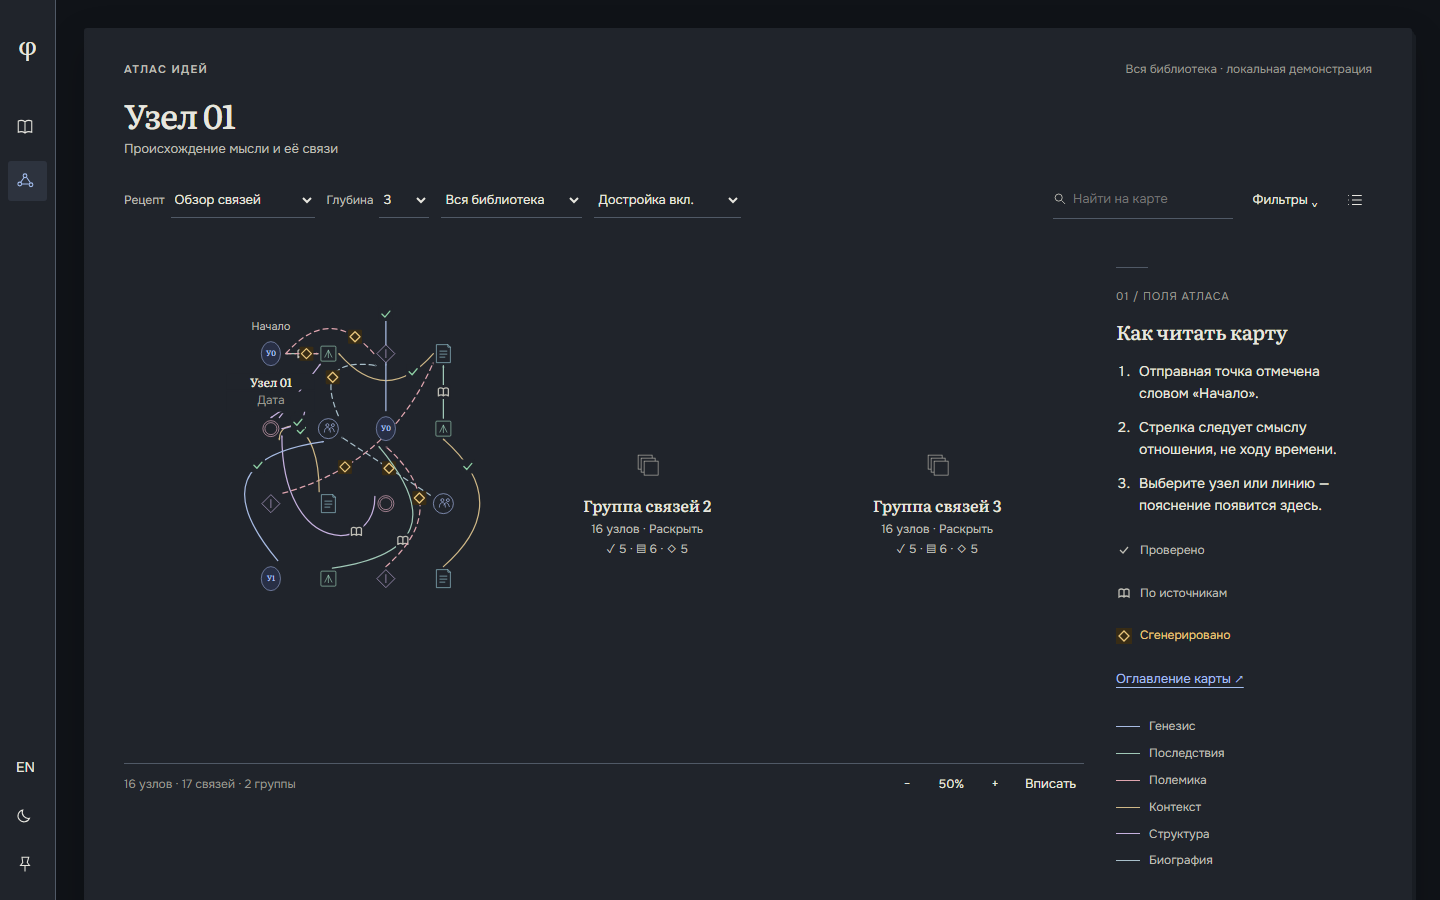 φ
АТЛАС ИДЕЙ
Вся библиотека · локальная демонстрация
Узел 01
Происхождение мысли и её связи
Рецепт Обзор связей Глубина 3 Вся библиотека Достройка вкл. Найти на карте Фильтры
Начало
У0
Узел 01
Дата
У0
У1
Группа связей 2
16 узлов · Раскрыть
✓ 5 · ▤ 6 · ◇ 5
Группа связей 3
16 узлов · Раскрыть
✓ 5 · ▤ 6 · ◇ 5
16 узлов · 17 связей · 2 группы
− 50% + Вписать
01 / ПОЛЯ АТЛАСА
Как читать карту
1. Отправная точка отмечена
словом «Начало».
2. Стрелка следует смыслу
отношения, не ходу времени.
3. Выберите узел или линию —
пояснение появится здесь.
Проверено
По источникам
Сгенерировано
Оглавление карты ↗
Генезис
Последствия
Полемика
Контекст
Структура
Биография
EN